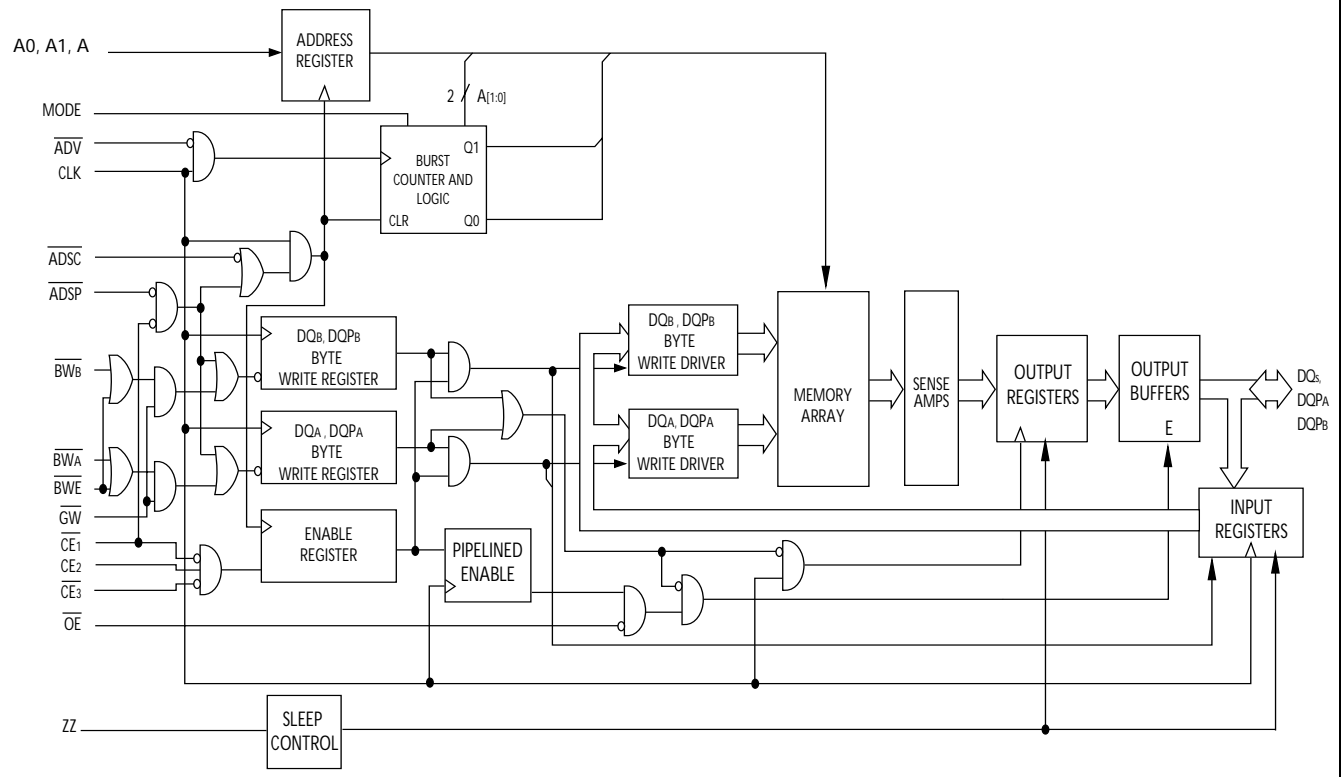 A0, A1, A
ADDRESS
REGISTER
MODE
2
A[1:0]
ADV
CLK
BURST
COUNTER AND
LOGIC
Q1
CLR
Q0
ADSC
ADSP
DQB, DQPB
BYTE
WRITE REGISTER
DQB, DQPB
BYTE
WRITE DRIVER
MEMORY
ARRAY
SENSE
AMPS
OUTPUT
REGISTERS
OUTPUT
BUFFERS
E
DQs,
DQPA
DQPB
BWB
DQA, DQPA
BYTE
WRITE REGISTER
DQA, DQPA
BYTE
WRITE DRIVER
BWA
BWE
GW
CE1
CE2
CE3
ENABLE
REGISTER
PIPELINED
ENABLE
INPUT
REGISTERS
OE
ZZ
SLEEP
CONTROL